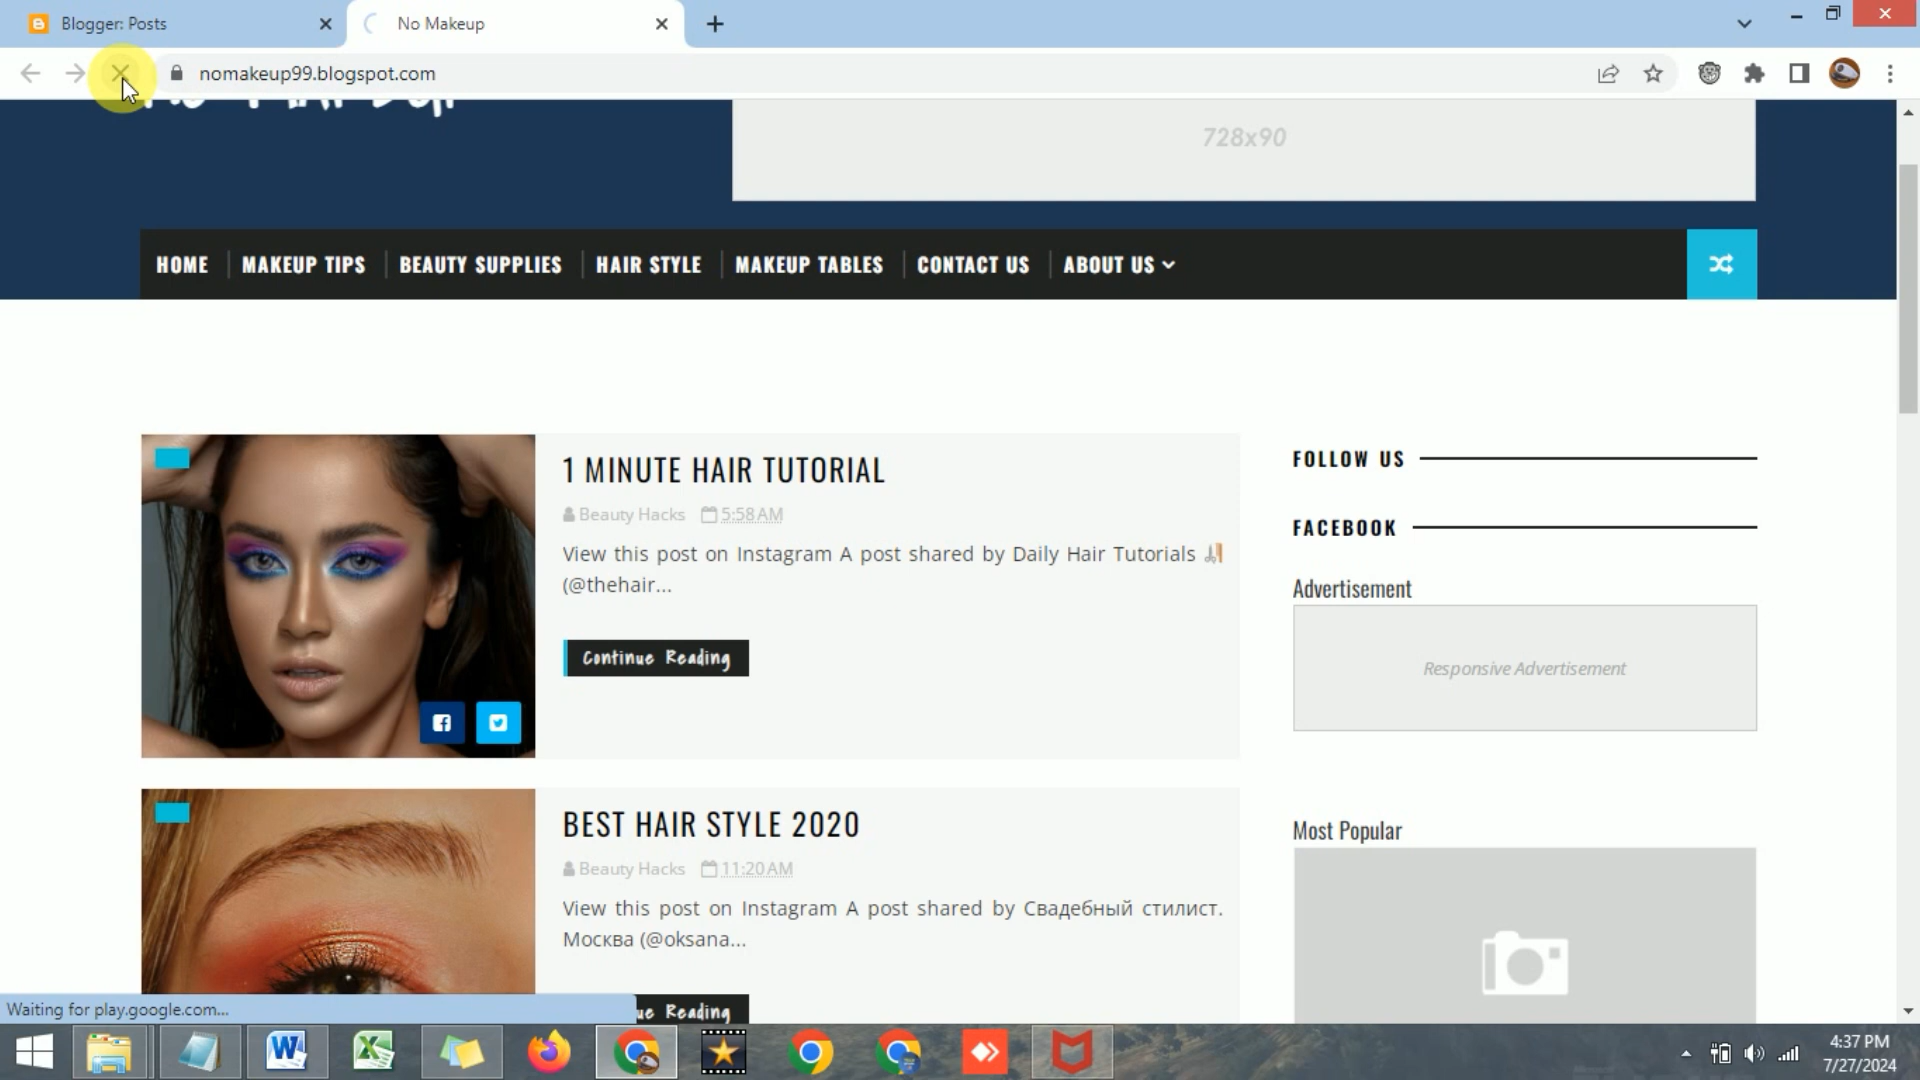 Blogger: Posts
No Makeup
nomakeup99.blogspot.com
728x90
HOME
MAKEUP TIPS
BEAUTY SUPPLIES
HAIR STYLE
MAKEUP TABLES
CONTACT US
ABOUT US
1 MINUTE HAIR TUTORIAL
Beauty Hacks 5:58 AM
View this post on Instagram A post shared by Daily Hair Tutorials
(@thehair...
Continue Reading
BEST HAIR STYLE 2020
Beauty Hacks 11:20 AM
View this post on Instagram A post shared by Свадебный стилист.
Москва (@oksana...
ue Reading
FOLLOW US
FACEBOOK
Advertisement
Responsive Advertisement
Most Popular
Waiting for play.google.com...
4:37 PM
7/27/2024